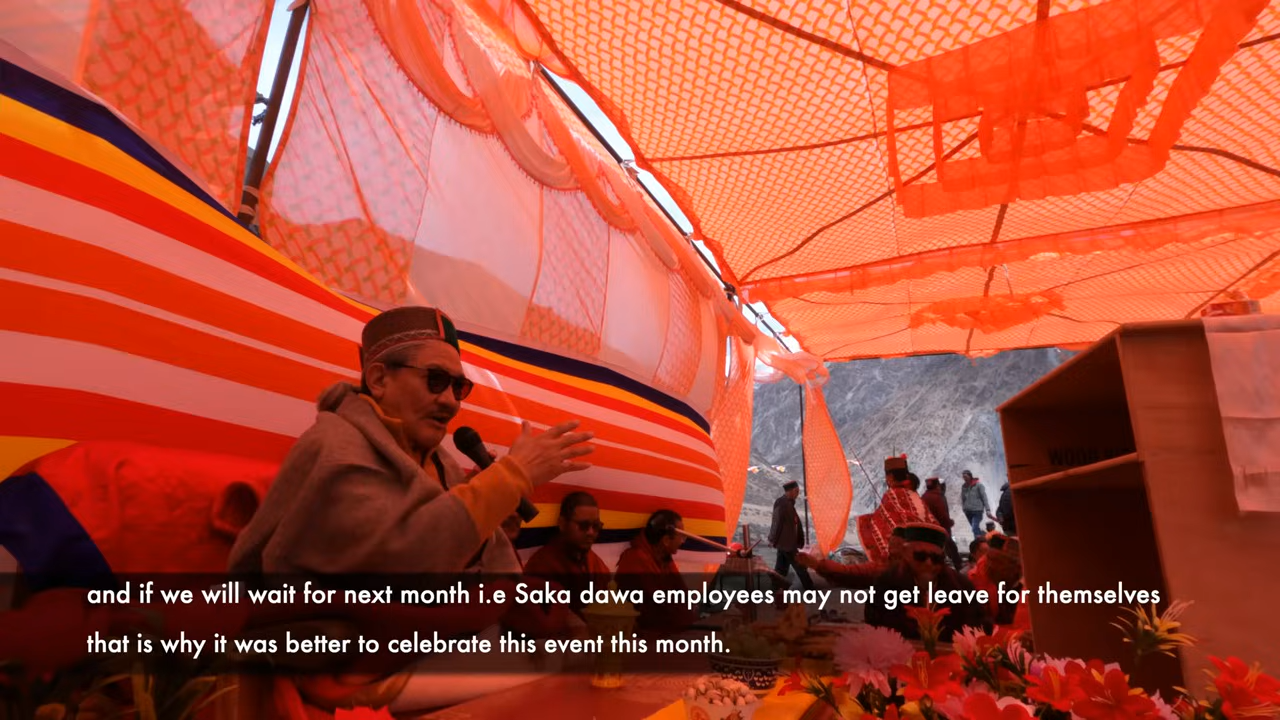 and if we will wait for next month i.e Saka dawa employees may not get leave for themselves
that is why it was better to celebrate this event this month.